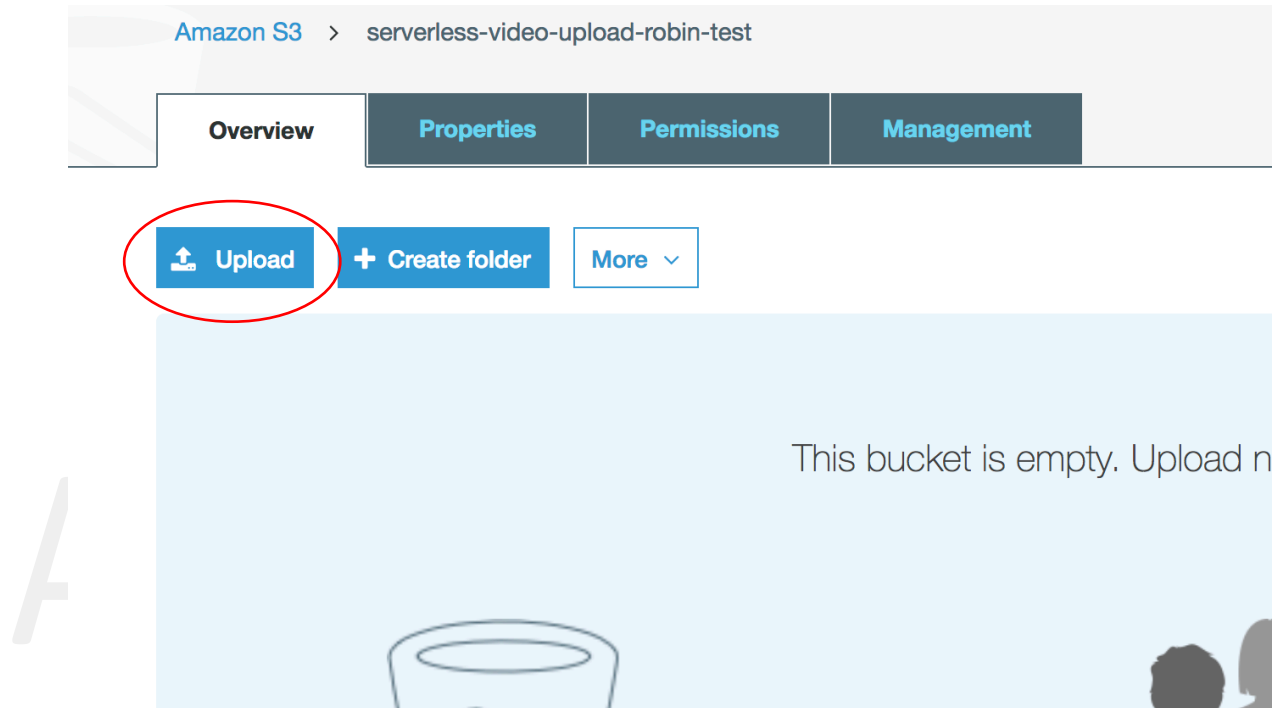 Amazon S3 > serverless-video-upload-robin-test
Overview Properties Permissions Management
Upload + Create folder More
This bucket is empty. Upload n